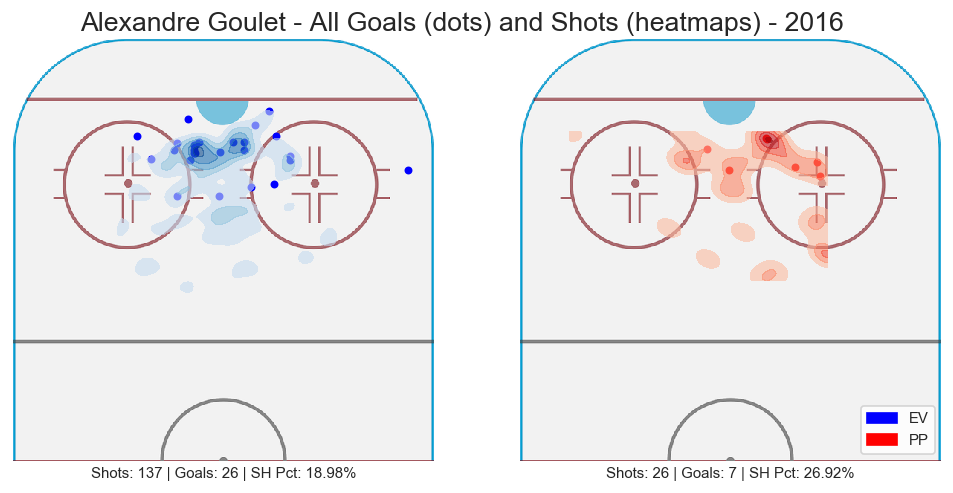 Alexandre Goulet - All Goals (dots) and Shots (heatmaps) - 2016
EV
PP
Shots: 137 | Goals: 26 | SH Pct: 18.98%
Shots: 26 | Goals: 7 | SH Pct: 26.92%